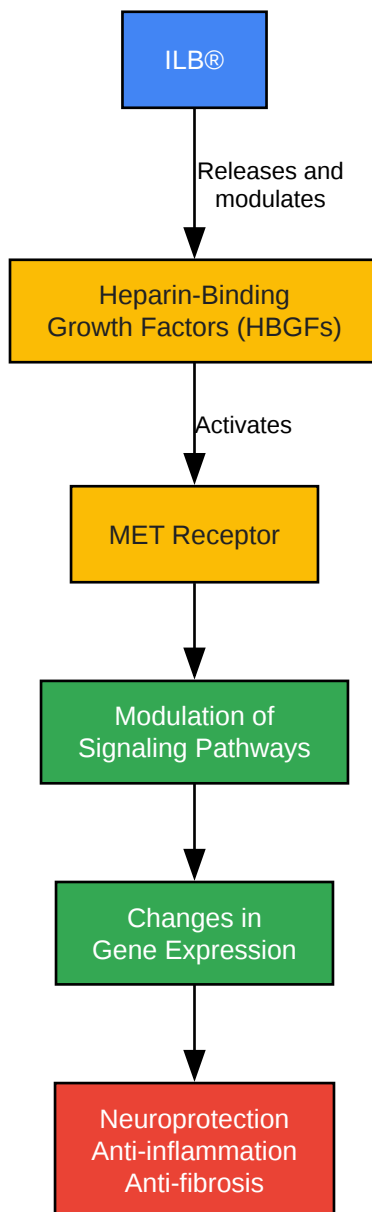 ILB®
Releases and
modulates
Heparin-Binding
Growth Factors (HBGFs)
Activates
MET Receptor
Modulation of
Signaling Pathways
Changes in
Gene Expression
Neuroprotection
Anti-inflammation
Anti-fibrosis